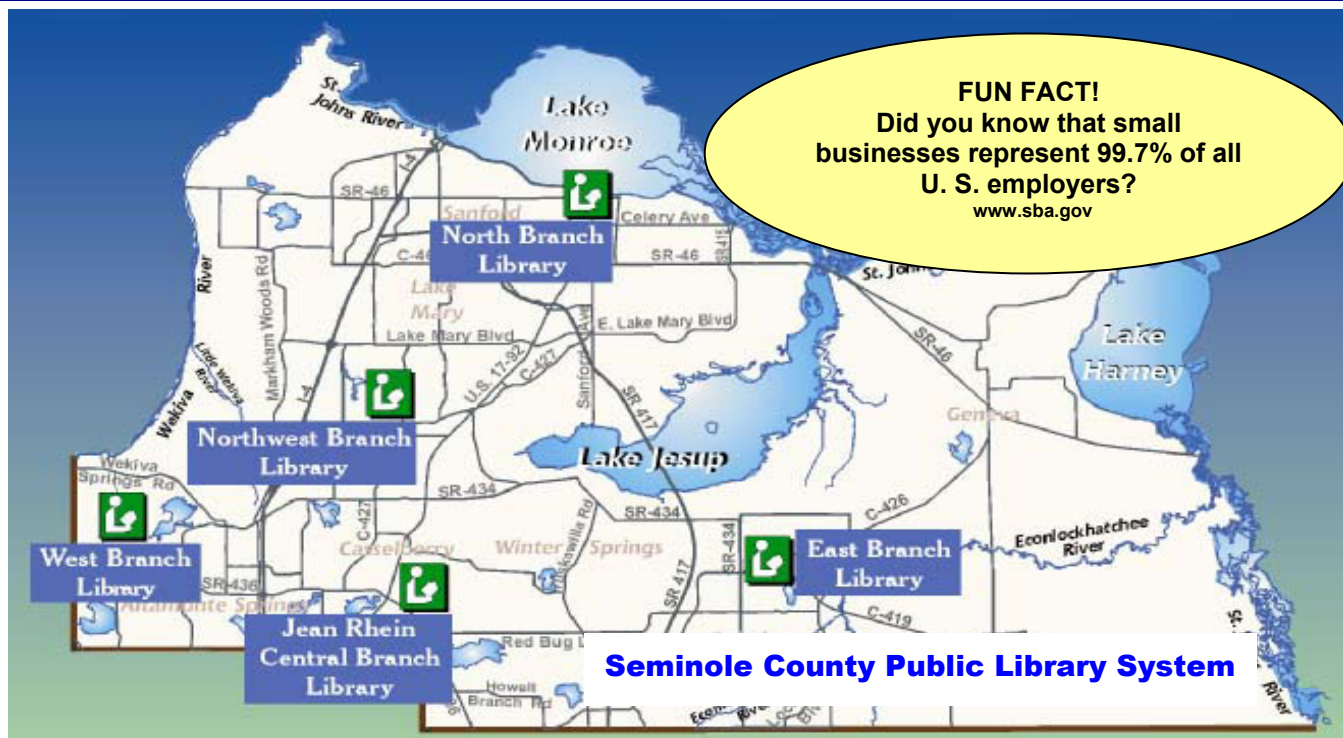 FUN FACT!
Did you know that small
businesses represent 99.7% of all
U. S. employers?
www.sba.gov
St.
Johns River
Lake
Monroe
I-4
SR-46
Sanford
Celery Ave
North Branch
Library
SR-46
SR 415
St.
River
Markham Woods Rd
Lake
Mary
Lake Mary Blvd
E. Lake Mary Blvd
Sanford Ave
U.S. 17-92
C-427
SR 417
SR-46
Lake
Harney
Geneva
Little Wekiva
River
Wekiva
I-4
Northwest Branch
Library
Lake Jesup
Wekiva
Springs Rd
SR-434
SR-434
C-426
Econlockhatchee
River
West Branch
Library
C-427
Casselberry
Winter Springs
SR-434
East Branch
Library
SR-436
Altamonte Springs
SR 417
C-419
Jean Rhein
Central Branch
Library
Red Bug
Seminole County Public Library System
Howell
Branch Rd
St.
River